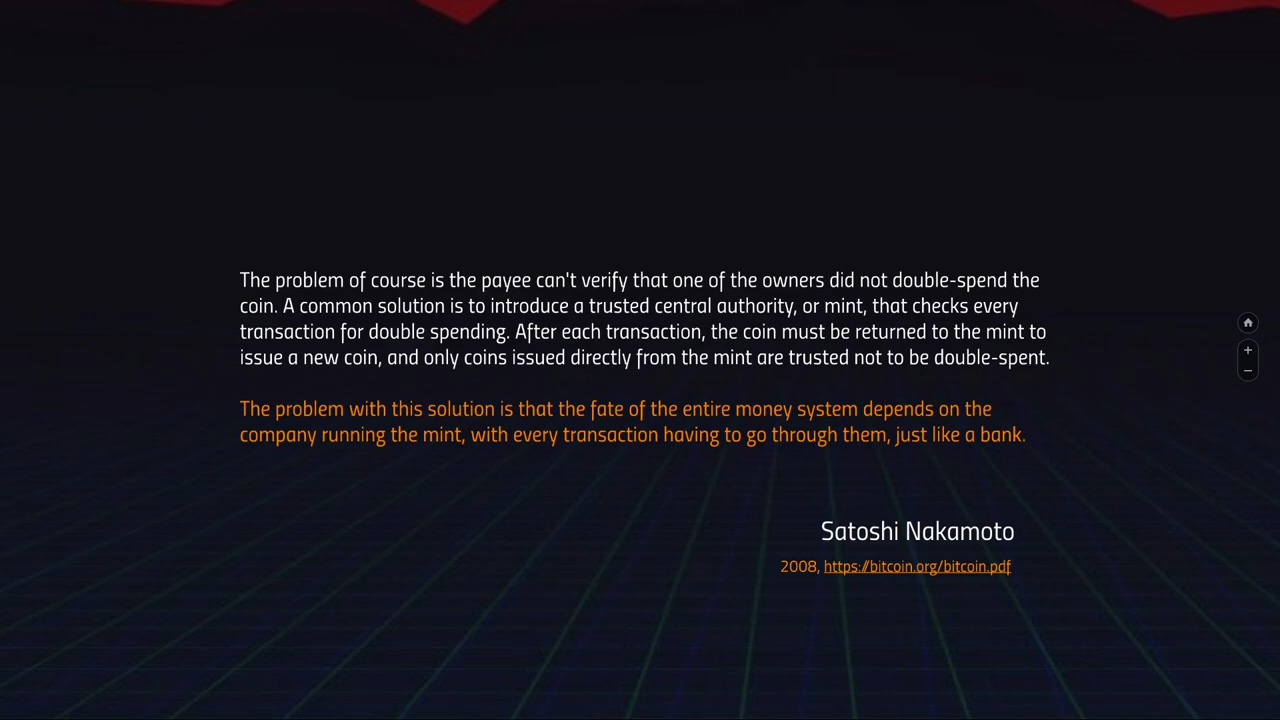 The problem of course is the payee can't verify that one of the owners did not double-spend the
coin. A common solution is to introduce a trusted central authority, or mint, that checks every
transaction for double spending. After each transaction, the coin must be returned to the mint to
issue a new coin, and only coins issued directly from the mint are trusted not to be double-spent.
The problem with this solution is that the fate of the entire money system depends on the
company running the mint, with every transaction having to go through them, just like a bank.
Satoshi Nakamoto
2008, https://bitcoin.org/bitcoin.pdf